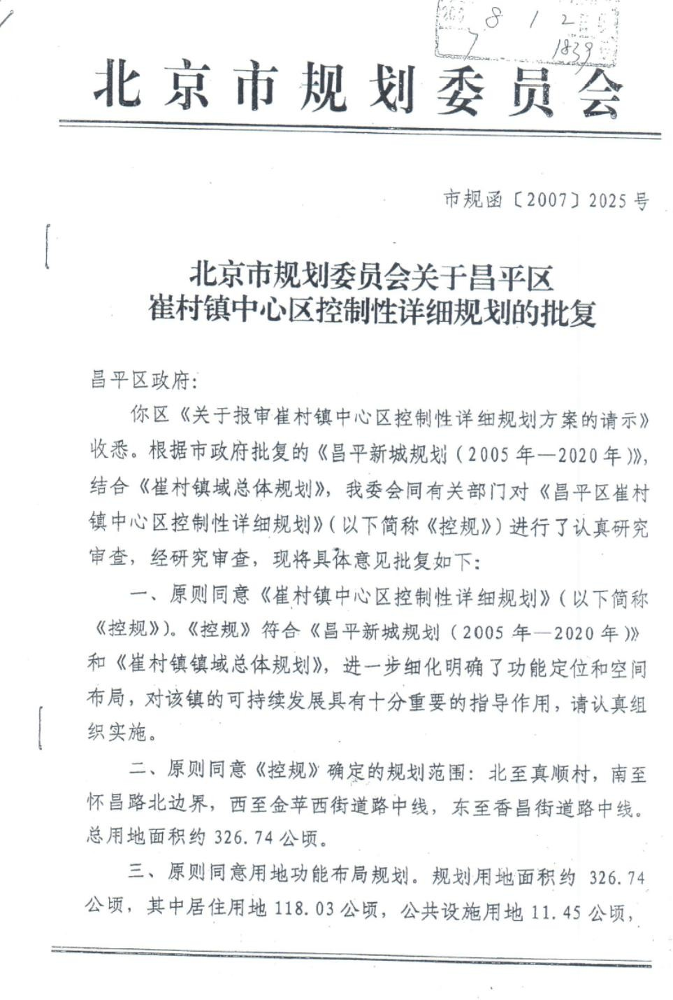 8 1 2
7 1839
北京市规划委员会
市规函〔2007〕2025号
北京市规划委员会关于昌平区
崔村镇中心区控制性详细规划的批复
昌平区政府：
你区《关于报审崔村镇中心区控制性详细规划方案的请示》
收悉。根据市政府批复的《昌平新城规划（2005年—2020年）》，
结合《崔村镇域总体规划》，我委会同有关部门对《昌平区崔村
镇中心区控制性详细规划》（以下简称《控规》）进行了认真研究
审查，经研究审查，现将具体意见批复如下：
一、原则同意《崔村镇中心区控制性详细规划》（以下简称
《控规》）。《控规》符合《昌平新城规划（2005年—2020年）》
和《崔村镇镇域总体规划》，进一步细化明确了功能定位和空间
布局，对该镇的可持续发展具有十分重要的指导作用，请认真组
织实施。
二、原则同意《控规》确定的规划范围：北至真顺村，南至
怀昌路北边界，西至金苹西街道路中线，东至香昌街道路中线。
总用地面积约326.74公顷。
三、原则同意用地功能布局规划。规划用地面积约 326.74
公顷，其中居住用地118.03公顷，公共设施用地11.45公顷，